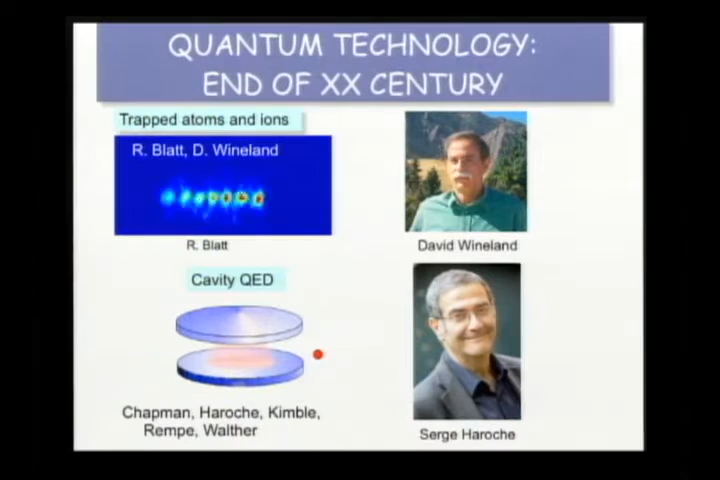 QUANTUM TECHNOLOGY:
END OF XX CENTURY
Trapped atoms and ions
R. Blatt, D. Wineland
R. Blatt
David Wineland
Cavity QED
Chapman, Haroche, Kimble,
Rempe, Walther
Serge Haroche